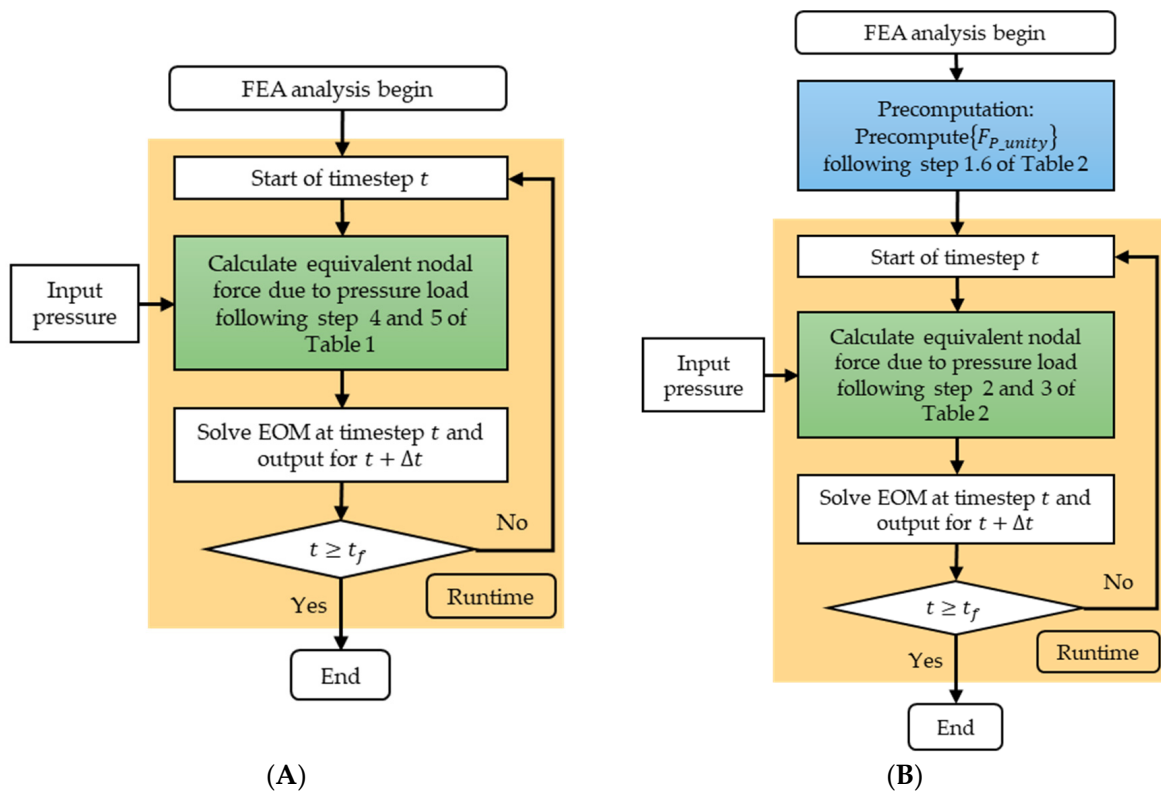 FEA analysis begin
Start of timestep t
Input
pressure
Calculate equivalent nodal
force due to pressure load
following step 4 and 5 of
Table 1
Solve EOM at timestep t and
output for t + Δt
t ≥ t_f
No
Yes
Runtime
End
(A)
FEA analysis begin
Precomputation:
Precompute{F_{P_unity}}
following step 1.6 of Table 2
Start of timestep t
Input
pressure
Calculate equivalent nodal
force due to pressure load
following step 2 and 3 of
Table 2
Solve EOM at timestep t and
output for t + Δt
t ≥ t_f
No
Yes
Runtime
End
(B)